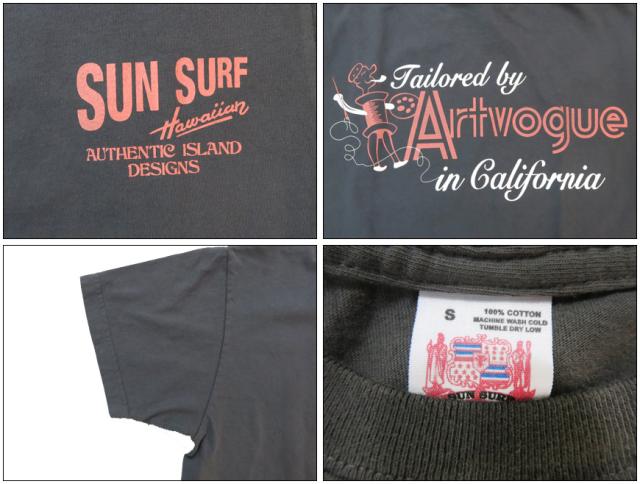 SUN SURF
Hawaiian
AUTHENTIC ISLAND
DESIGNS
Tailored by
Artvogue
in California
S
100% COTTON
MACHINE WASH COLD
TUMBLE DRY LOW
SUN SURF